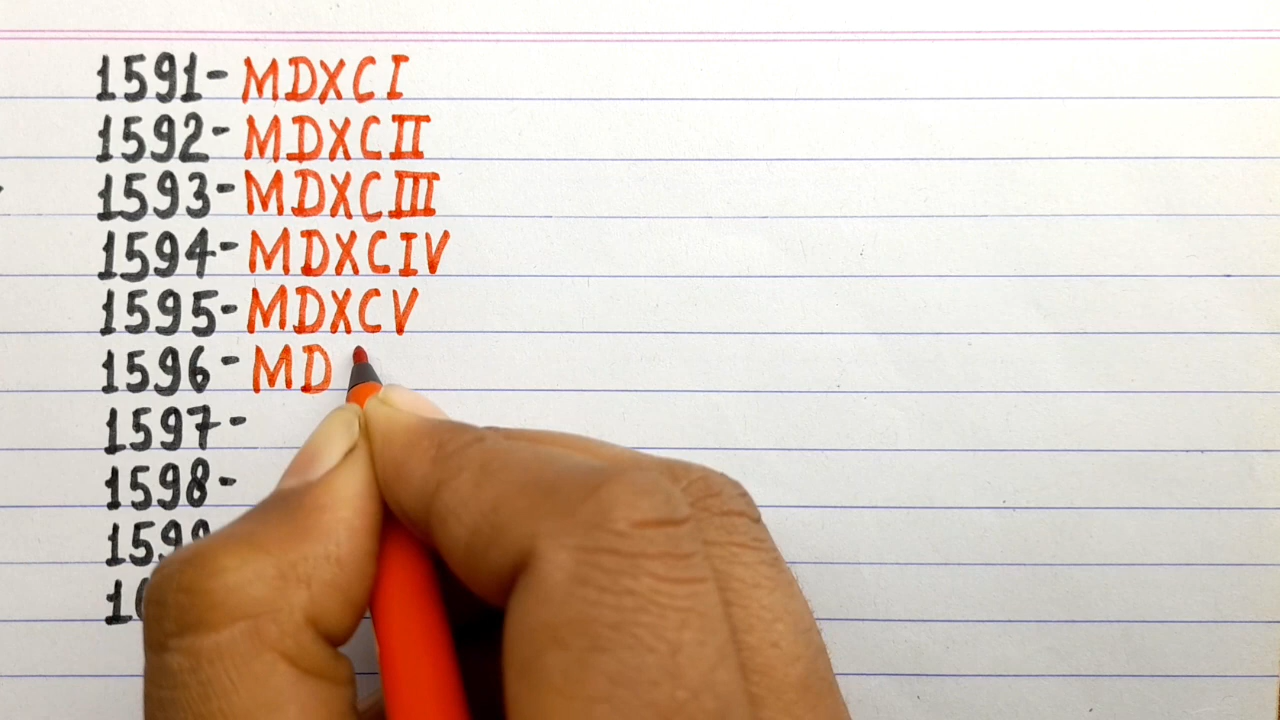 1591- MDXCI
1592- MDXCII
1593- MDXCIII
1594- MDXCIV
1595- MDXCV
1596- MD
1597-
1598-